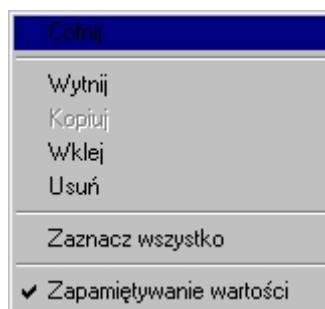 Cofnij
Wytnij
Kopiuj
Wklej
Usuń
Zaznacz wszystko
Zapamiętywanie wartości